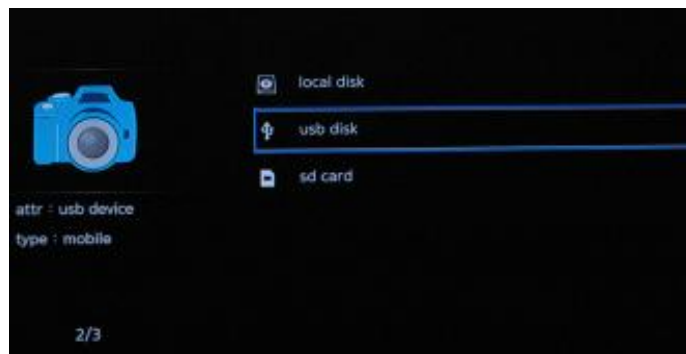 local disk
usb disk
sd card
attr : usb device
type : mobile
2/3